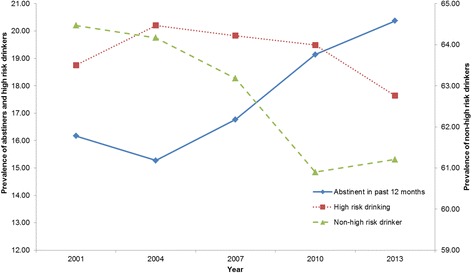 21.00
20.00
19.00
18.00
17.00
16.00
15.00
14.00
13.00
12.00
Prevalence of abstiners and high risk drinkers
65.00
64.00
63.00
62.00
61.00
60.00
59.00
Prevalence of non-high risk drinkers
Abstinent in past 12 months
High risk drinking
Non-high risk drinker
2001 2004 2007 2010 2013
Year